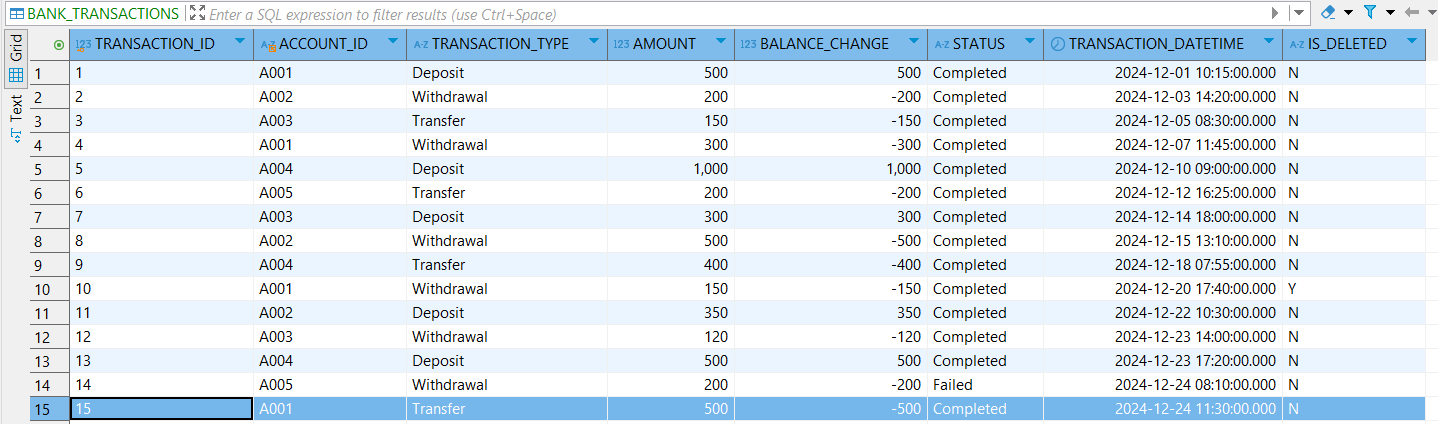 BANK_TRANSACTIONS Enter a SQL expression to filter results (use Ctrl+Space)
Grid
Text
123 TRANSACTION_ID A-Z ACCOUNT_ID A-Z TRANSACTION_TYPE 123 AMOUNT 123 BALANCE_CHANGE A-Z STATUS TRANSACTION_DATETIME A-Z IS_DELETED
1 1 A001 Deposit 500 500 Completed 2024-12-01 10:15:00.000 N
2 2 A002 Withdrawal 200 -200 Completed 2024-12-03 14:20:00.000 N
3 3 A003 Transfer 150 -150 Completed 2024-12-05 08:30:00.000 N
4 4 A001 Withdrawal 300 -300 Completed 2024-12-07 11:45:00.000 N
5 5 A004 Deposit 1,000 1,000 Completed 2024-12-10 09:00:00.000 N
6 6 A005 Transfer 200 -200 Completed 2024-12-12 16:25:00.000 N
7 7 A003 Deposit 300 300 Completed 2024-12-14 18:00:00.000 N
8 8 A002 Withdrawal 500 -500 Completed 2024-12-15 13:10:00.000 N
9 9 A004 Transfer 400 -400 Completed 2024-12-18 07:55:00.000 N
10 10 A001 Withdrawal 150 -150 Completed 2024-12-20 17:40:00.000 Y
11 11 A002 Deposit 350 350 Completed 2024-12-22 10:30:00.000 N
12 12 A003 Withdrawal 120 -120 Completed 2024-12-23 14:00:00.000 N
13 13 A004 Deposit 500 500 Completed 2024-12-23 17:20:00.000 N
14 14 A005 Withdrawal 200 -200 Failed 2024-12-24 08:10:00.000 N
15 15 A001 Transfer 500 -500 Completed 2024-12-24 11:30:00.000 N